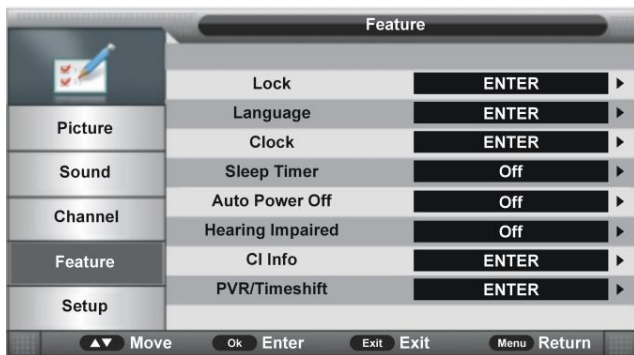 Feature
Lock ENTER
Language ENTER
Clock ENTER
Sleep Timer Off
Auto Power Off Off
Hearing Impaired Off
CI Info ENTER
PVR/Timeshift ENTER
Picture
Sound
Channel
Feature
Setup
Move Ok Enter Exit Exit Menu Return